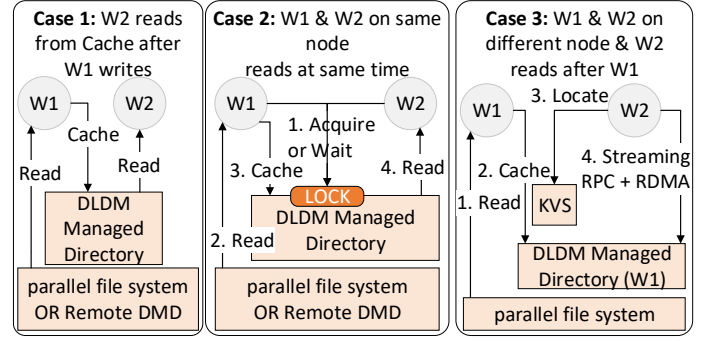 Case 1: W2 reads
from Cache after
W1 writes
W1
W2
Cache
Read
Read
DLDM
Managed
Directory
parallel file system
OR Remote DMD
Case 2: W1 & W2 on same
node
reads at same time
W1
W2
1. Acquire
or Wait
3. Cache
4. Read
LOCK
DLDM Managed
Directory
2. Read
parallel file system
OR Remote DMD
Case 3: W1 & W2 on
different node & W2
reads after W1
3. Locate
W1
W2
2. Cache
4. Streaming
RPC + RDMA
1. Read
KVS
DLDM Managed
Directory (W1)
parallel file system